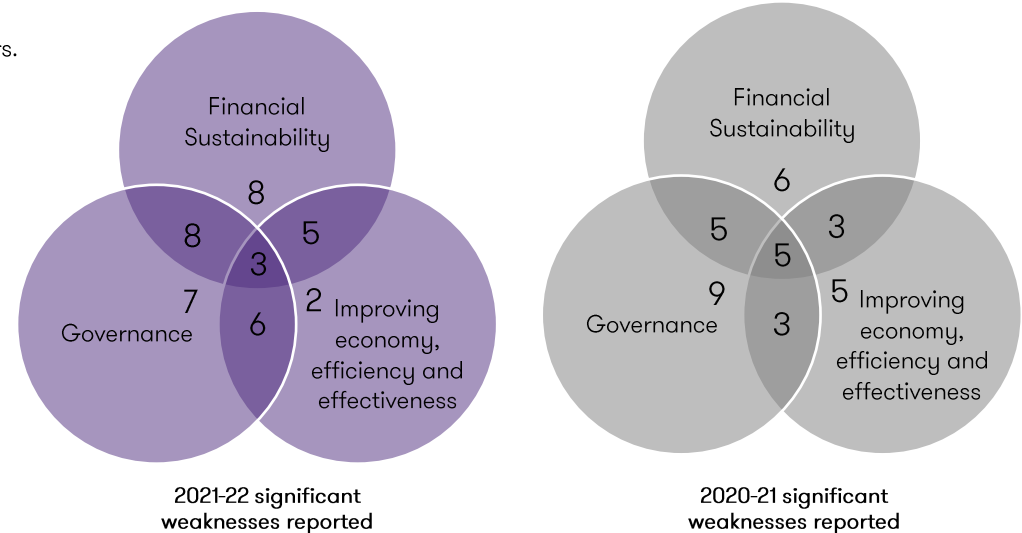 rs.
Financial
Sustainability
8
8
5
3
7
2
6
Governance
Improving
economy,
efficiency and
effectiveness
2021-22 significant
weaknesses reported
Financial
Sustainability
6
5
3
5
9
5
3
Governance
Improving
economy,
efficiency and
effectiveness
2020-21 significant
weaknesses reported